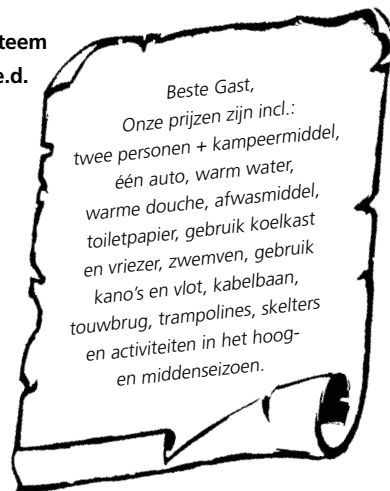 teem
e.d.
Beste Gast,
Onze prijzen zijn incl.:
twee personen + kampeermiddel,
één auto, warm water,
warme douche, afwasmiddel,
toiletpapier, gebruik koelkast
en vriezer, zwemven, gebruik
kano's en vlot, kabelbaan,
touwbrug, trampolines, skelters
en activiteiten in het hoog-
en middenseizoen.